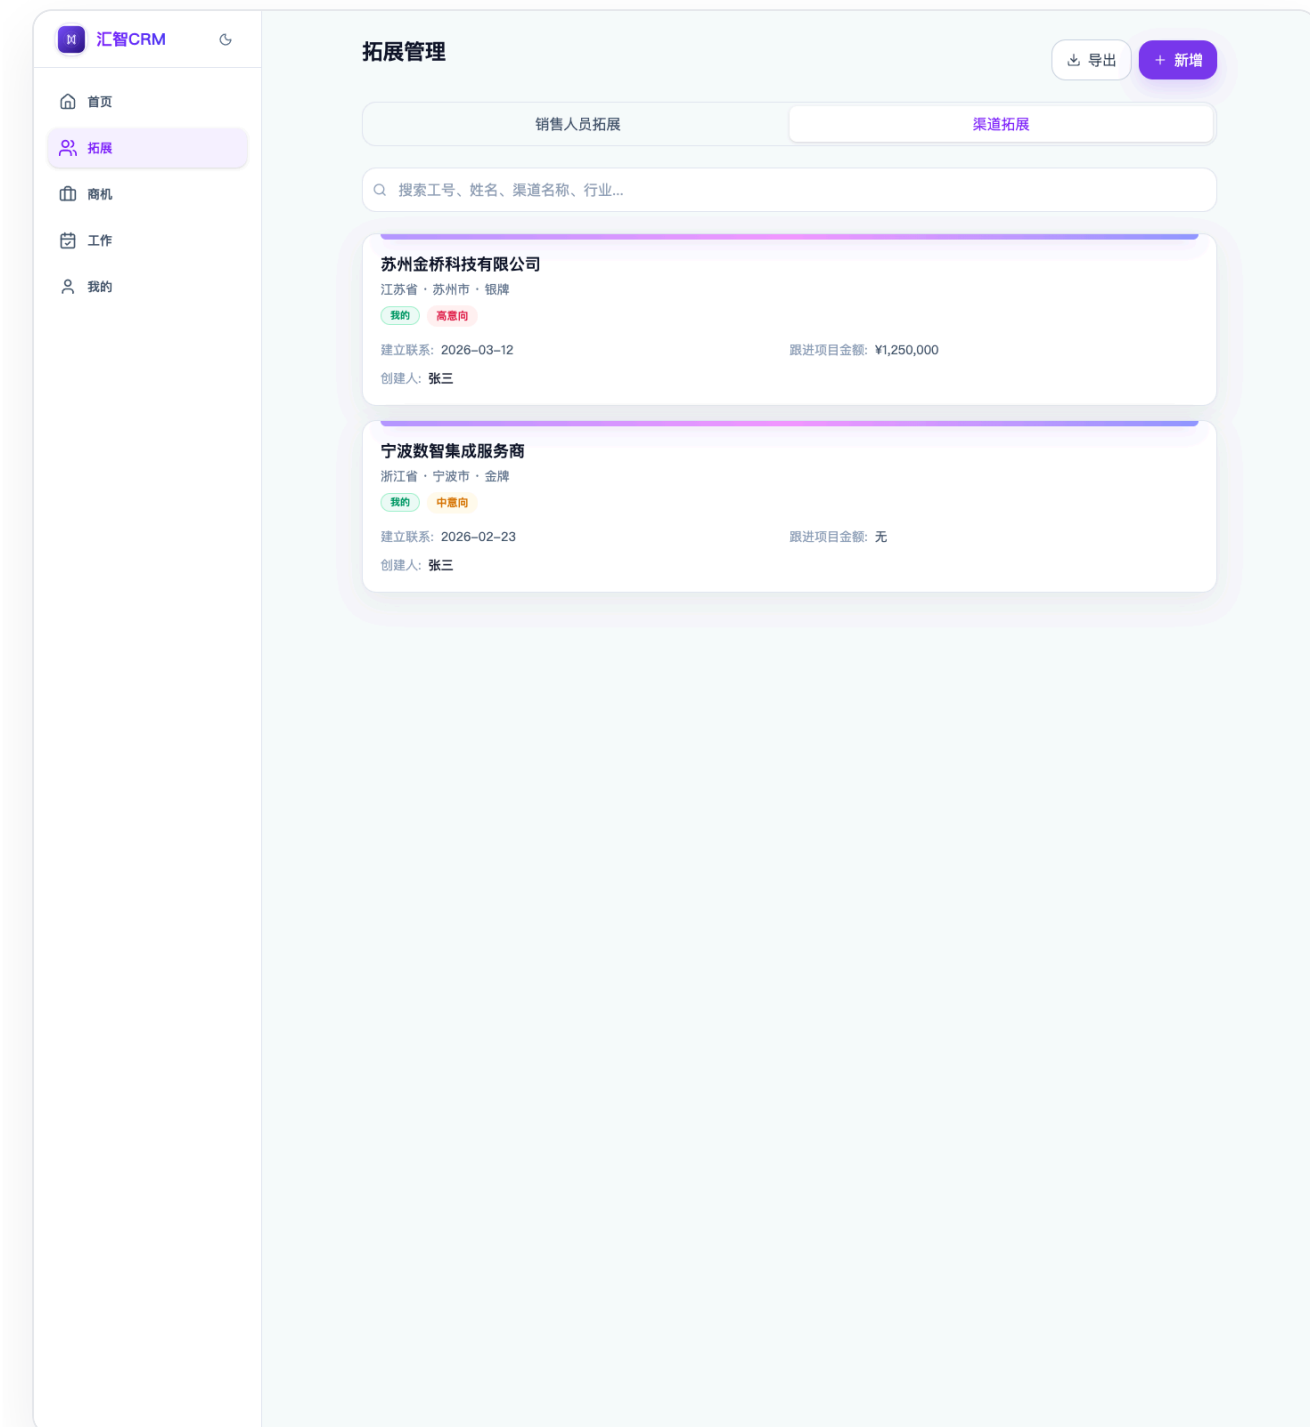 汇智CRM
首页
拓展
商机
工作
我的
拓展管理
导出
+ 新增
销售人员拓展
渠道拓展
搜索工号、姓名、渠道名称、行业...
苏州金桥科技有限公司
江苏省 · 苏州市 · 银牌
我的 高意向
建立联系: 2026-03-12 跟进项目金额: ¥1,250,000
创建人: 张三
宁波数智集成服务商
浙江省 · 宁波市 · 金牌
我的 中意向
建立联系: 2026-02-23 跟进项目金额: 无
创建人: 张三